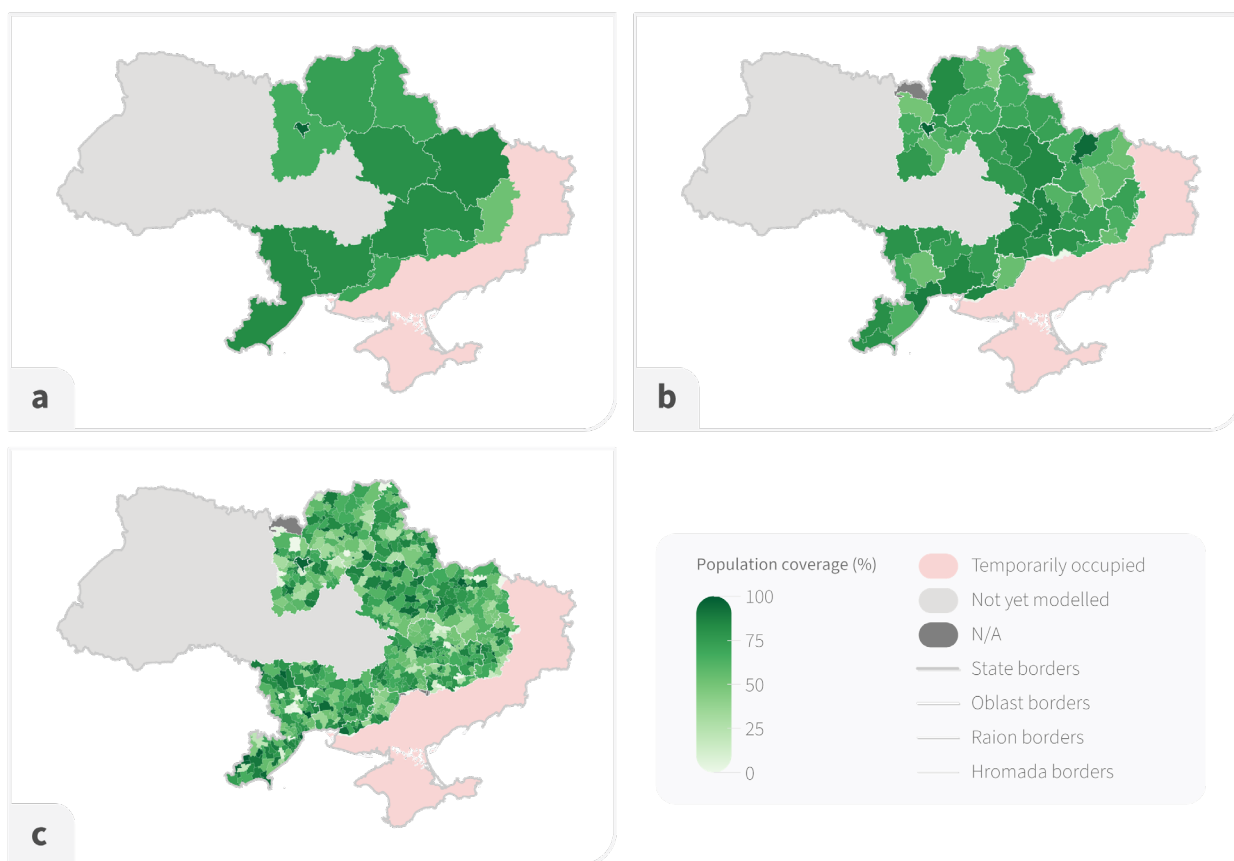 a
b
c
Population coverage (%)
100
75
50
25
0
Temporarily occupied
Not yet modelled
N/A
State borders
Oblast borders
Raion borders
Hromada borders